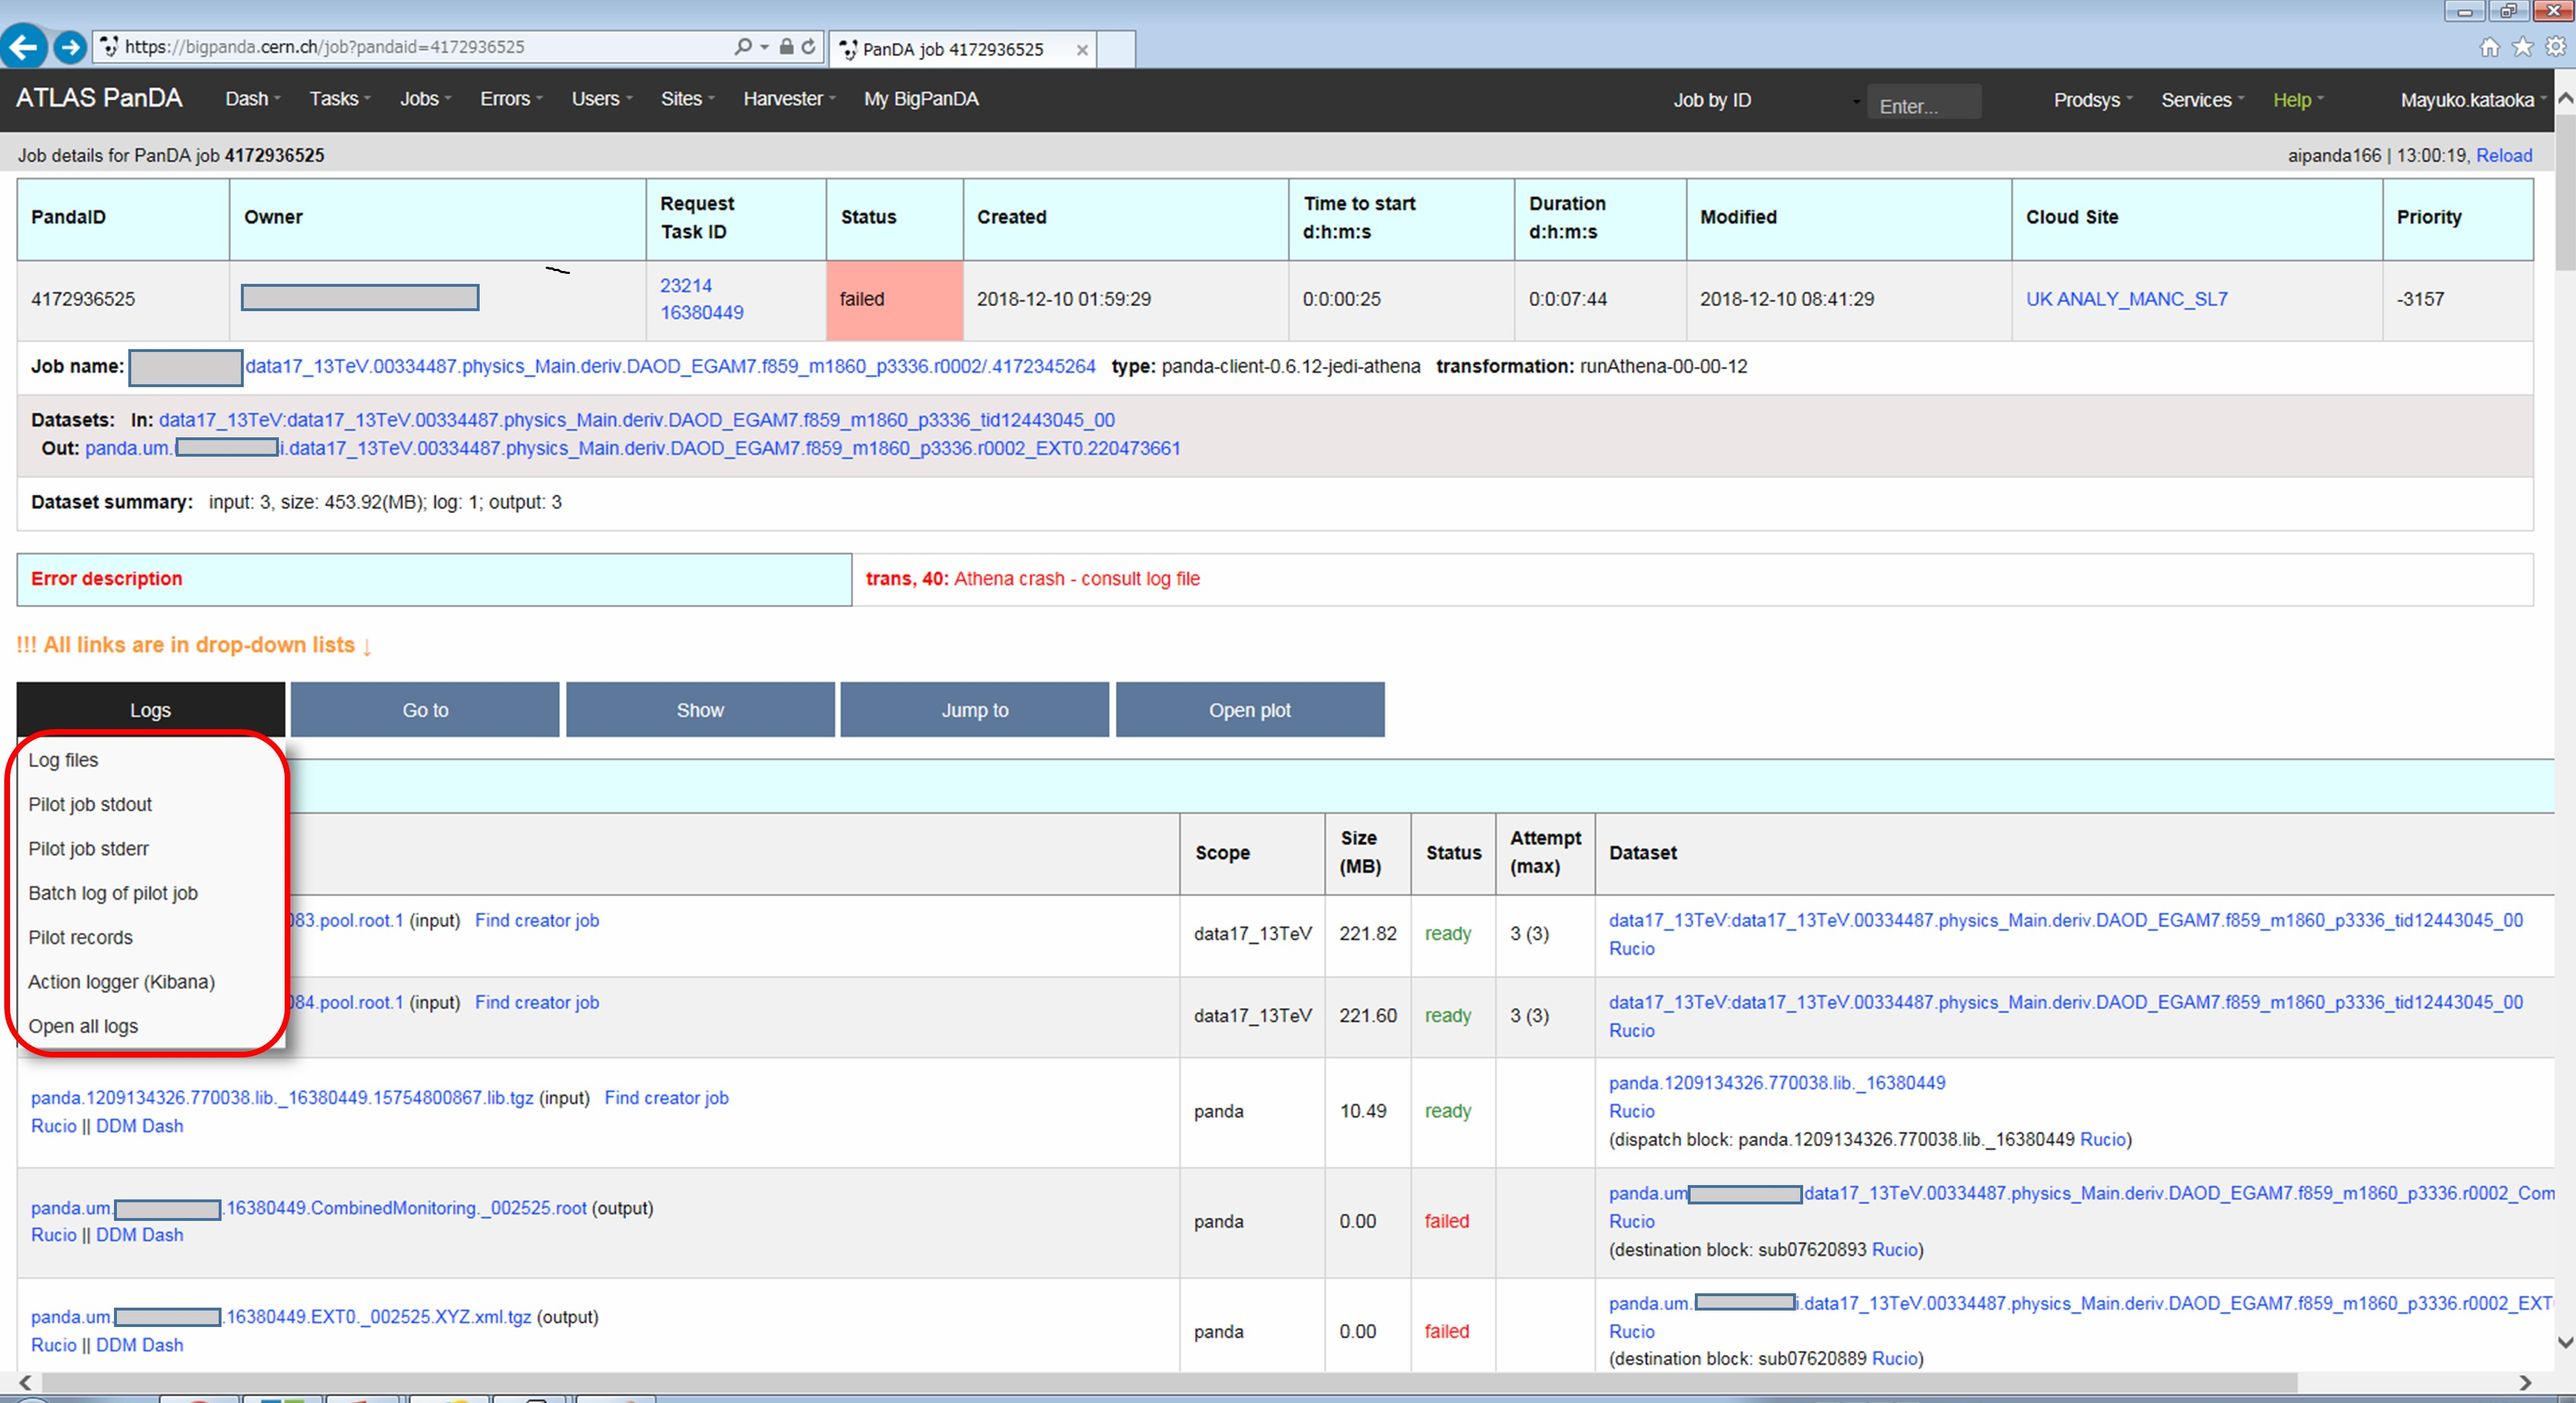 https://bigpanda.cern.ch/job?pandaid=4172936525
PanDA job 4172936525
ATLAS PanDA Dash Tasks Jobs Errors Users Sites Harvester My BigPanDA Job by ID Enter... Prodsys Services Help Mayuko.kataoka
Job details for PanDA job 4172936525 aipanda166 | 13:00:19, Reload
PandaID Owner Request Task ID Status Created Time to start d:h:m:s Duration d:h:m:s Modified Cloud Site Priority
4172936525 23214 16380449 failed 2018-12-10 01:59:29 0:0:00:25 0:0:07:44 2018-12-10 08:41:29 UK ANALY_MANC_SL7 -3157
Job name: data17_13TeV.00334487.physics_Main.deriv.DAOD_EGAM7.f859_m1860_p3336.r0002/.4172345264 type: panda-client-0.6.12-jedi-athena transformation: runAthena-00-00-12
Datasets: In: data17_13TeV:data17_13TeV.00334487.physics_Main.deriv.DAOD_EGAM7.f859_m1860_p3336_tid12443045_00
Out: panda.um. i.data17_13TeV.00334487.physics_Main.deriv.DAOD_EGAM7.f859_m1860_p3336.r0002_EXT0.220473661
Dataset summary: input: 3, size: 453.92(MB); log: 1; output: 3
Error description trans, 40: Athena crash - consult log file
!!! All links are in drop-down lists ↓
Logs Go to Show Jump to Open plot
Log files
Pilot job stdout
Pilot job stderr
Batch log of pilot job
Pilot records
Action logger (Kibana)
Open all logs
Scope Size (MB) Status Attempt (max) Dataset
083.pool.root.1 (input) Find creator job data17_13TeV 221.82 ready 3 (3) data17_13TeV:data17_13TeV.00334487.physics_Main.deriv.DAOD_EGAM7.f859_m1860_p3336_tid12443045_00
Rucio
084.pool.root.1 (input) Find creator job data17_13TeV 221.60 ready 3 (3) data17_13TeV:data17_13TeV.00334487.physics_Main.deriv.DAOD_EGAM7.f859_m1860_p3336_tid12443045_00
Rucio
panda.1209134326.770038.lib._16380449.15754800867.lib.tgz (input) Find creator job
Rucio || DDM Dash
panda 10.49 ready
panda.1209134326.770038.lib._16380449
Rucio
(dispatch block: panda.1209134326.770038.lib._16380449 Rucio)
panda.um. .16380449.CombinedMonitoring._002525.root (output)
Rucio || DDM Dash
panda 0.00 failed
panda.um data17_13TeV.00334487.physics_Main.deriv.DAOD_EGAM7.f859_m1860_p3336.r0002_Com
Rucio
(destination block: sub07620893 Rucio)
panda.um. .16380449.EXT0._002525.XYZ.xml.tgz (output)
Rucio || DDM Dash
panda 0.00 failed
panda.um. i.data17_13TeV.00334487.physics_Main.deriv.DAOD_EGAM7.f859_m1860_p3336.r0002_EXT
Rucio
(destination block: sub07620889 Rucio)